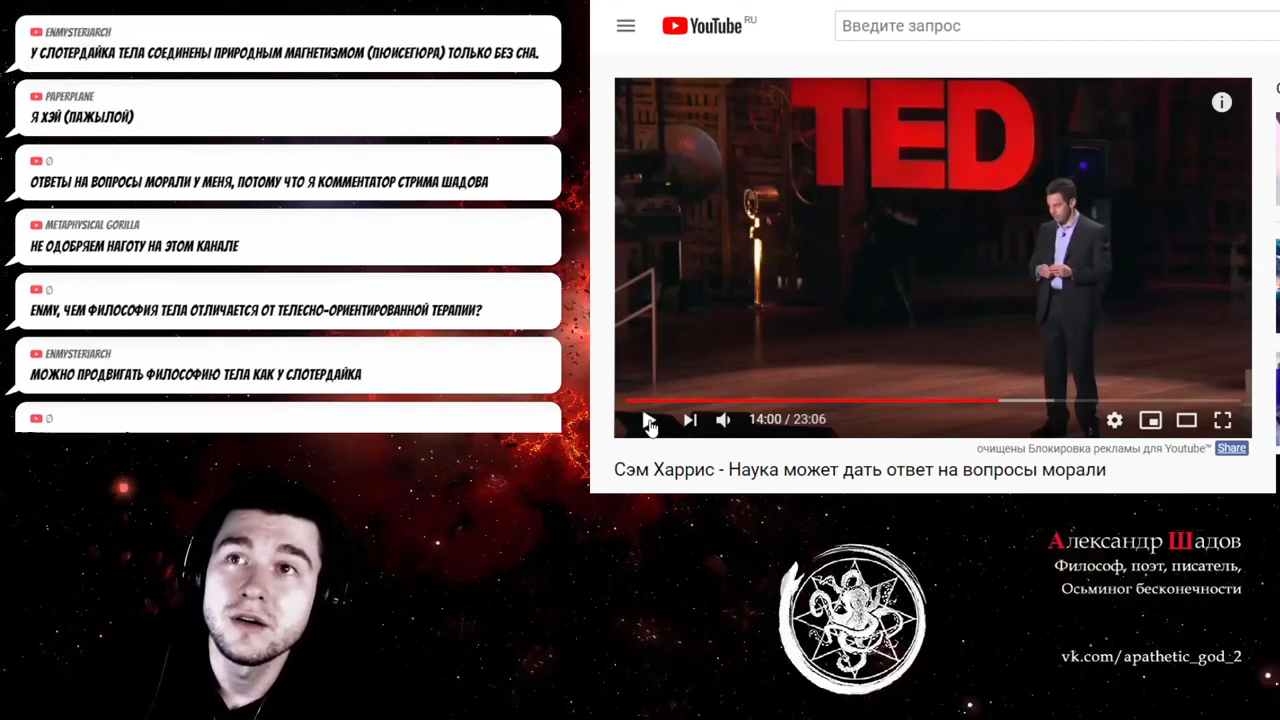 ENMYSTERIARCH
У СЛОТЕРДАЙКА ТЕЛА СОЕДИНЕНЫ ПРИРОДНЫМ МАГНЕТИЗМОМ (ПЮИСЕГЮРА) ТОЛЬКО БЕЗ СНА.
PAPERPLANE
Я ХЭЙ (ПАЖЫЛОЙ)
Ø
ОТВЕТЫ НА ВОПРОСЫ МОРАЛИ У МЕНЯ, ПОТОМУ ЧТО Я КОММЕНТАТОР СТРИМА ШАДОВА
METAPHYSICAL GORILLA
НЕ ОДОБРЯЕМ НАГОТУ НА ЭТОМ КАНАЛЕ
Ø
ENMY, ЧЕМ ФИЛОСОФИЯ ТЕЛА ОТЛИЧАЕТСЯ ОТ ТЕЛЕСНО-ОРИЕНТИРОВАННОЙ ТЕРАПИИ?
ENMYSTERIARCH
МОЖНО ПРОДВИГАТЬ ФИЛОСОФИЮ ТЕЛА КАК У СЛОТЕРДАЙКА
Ø
YouTube RU
Введите запрос
TED
14:00 / 23:06
очищены Блокировка рекламы для Youtube™ Share
Сэм Харрис - Наука может дать ответ на вопросы морали
Александр Шадов
Философ, поэт, писатель,
Осьминог бесконечности
vk.com/apathetic_god_2